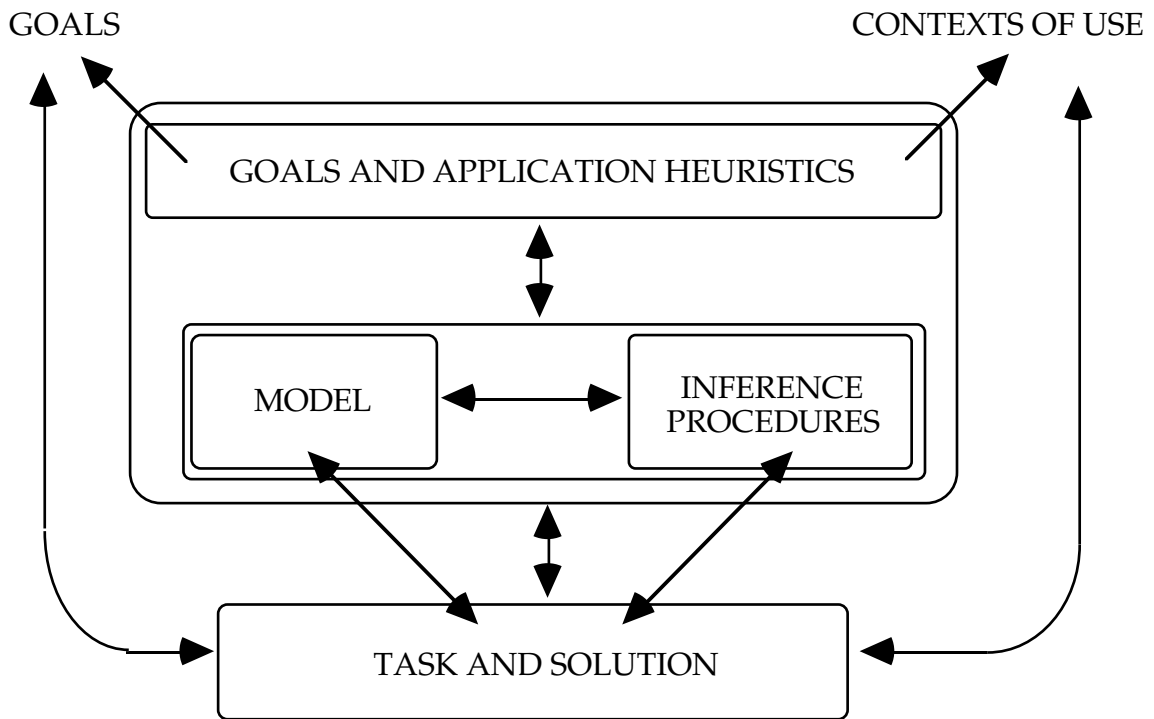 GOALS
CONTEXTS OF USE
GOALS AND APPLICATION HEURISTICS
MODEL
INFERENCE
PROCEDURES
TASK AND SOLUTION